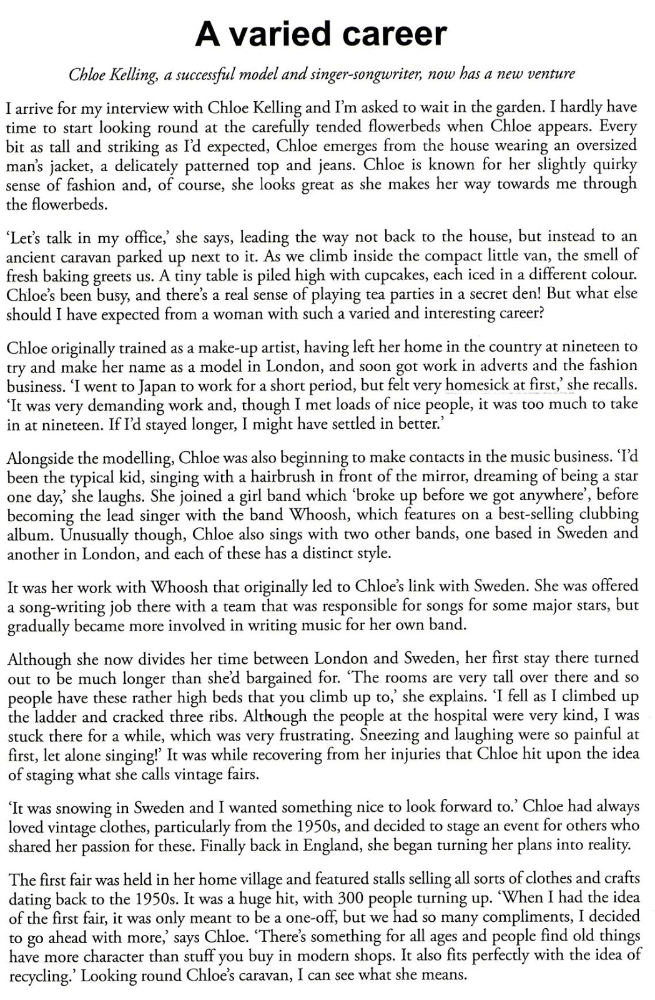 A varied career
Chloe Kelling, a successful model and singer-songwriter, now has a new venture
I arrive for my interview with Chloe Kelling and I'm asked to wait in the garden. I hardly have
time to start looking round at the carefully tended flowerbeds when Chloe appears. Every
bit as tall and striking as I'd expected, Chloe emerges from the house wearing an oversized
man's jacket, a delicately patterned top and jeans. Chloe is known for her slightly quirky
sense of fashion and, of course, she looks great as she makes her way towards me through
the flowerbeds.
‘Let's talk in my office,’ she says, leading the way not back to the house, but instead to an
ancient caravan parked up next to it. As we climb inside the compact little van, the smell of
fresh baking greets us. A tiny table is piled high with cupcakes, each iced in a different colour.
Chloe's been busy, and there's a real sense of playing tea parties in a secret den! But what else
should I have expected from a woman with such a varied and interesting career?
Chloe originally trained as a make-up artist, having left her home in the country at nineteen to
try and make her name as a model in London, and soon got work in adverts and the fashion
business. ‘I went to Japan to work for a short period, but felt very homesick at first,’ she recalls.
‘It was very demanding work and, though I met loads of nice people, it was too much to take
in at nineteen. If I'd stayed longer, I might have settled in better.’
Alongside the modelling, Chloe was also beginning to make contacts in the music business. ‘I'd
been the typical kid, singing with a hairbrush in front of the mirror, dreaming of being a star
one day,’ she laughs. She joined a girl band which ‘broke up before we got anywhere’, before
becoming the lead singer with the band Whoosh, which features on a best-selling clubbing
album. Unusually though, Chloe also sings with two other bands, one based in Sweden and
another in London, and each of these has a distinct style.
It was her work with Whoosh that originally led to Chloe's link with Sweden. She was offered
a song-writing job there with a team that was responsible for songs for some major stars, but
gradually became more involved in writing music for her own band.
Although she now divides her time between London and Sweden, her first stay there turned
out to be much longer than she'd bargained for. ‘The rooms are very tall over there and so
people have these rather high beds that you climb up to,’ she explains. ‘I fell as I climbed up
the ladder and cracked three ribs. Although the people at the hospital were very kind, I was
stuck there for a while, which was very frustrating. Sneezing and laughing were so painful at
first, let alone singing!’ It was while recovering from her injuries that Chloe hit upon the idea
of staging what she calls vintage fairs.
‘It was snowing in Sweden and I wanted something nice to look forward to.’ Chloe had always
loved vintage clothes, particularly from the 1950s, and decided to stage an event for others who
shared her passion for these. Finally back in England, she began turning her plans into reality.
The first fair was held in her home village and featured stalls selling all sorts of clothes and crafts
dating back to the 1950s. It was a huge hit, with 300 people turning up. ‘When I had the idea
of the first fair, it was only meant to be a one-off, but we had so many compliments, I decided
to go ahead with more,’ says Chloe. ‘There's something for all ages and people find old things
have more character than stuff you buy in modern shops. It also fits perfectly with the idea of
recycling.’ Looking round Chloe's caravan, I can see what she means.